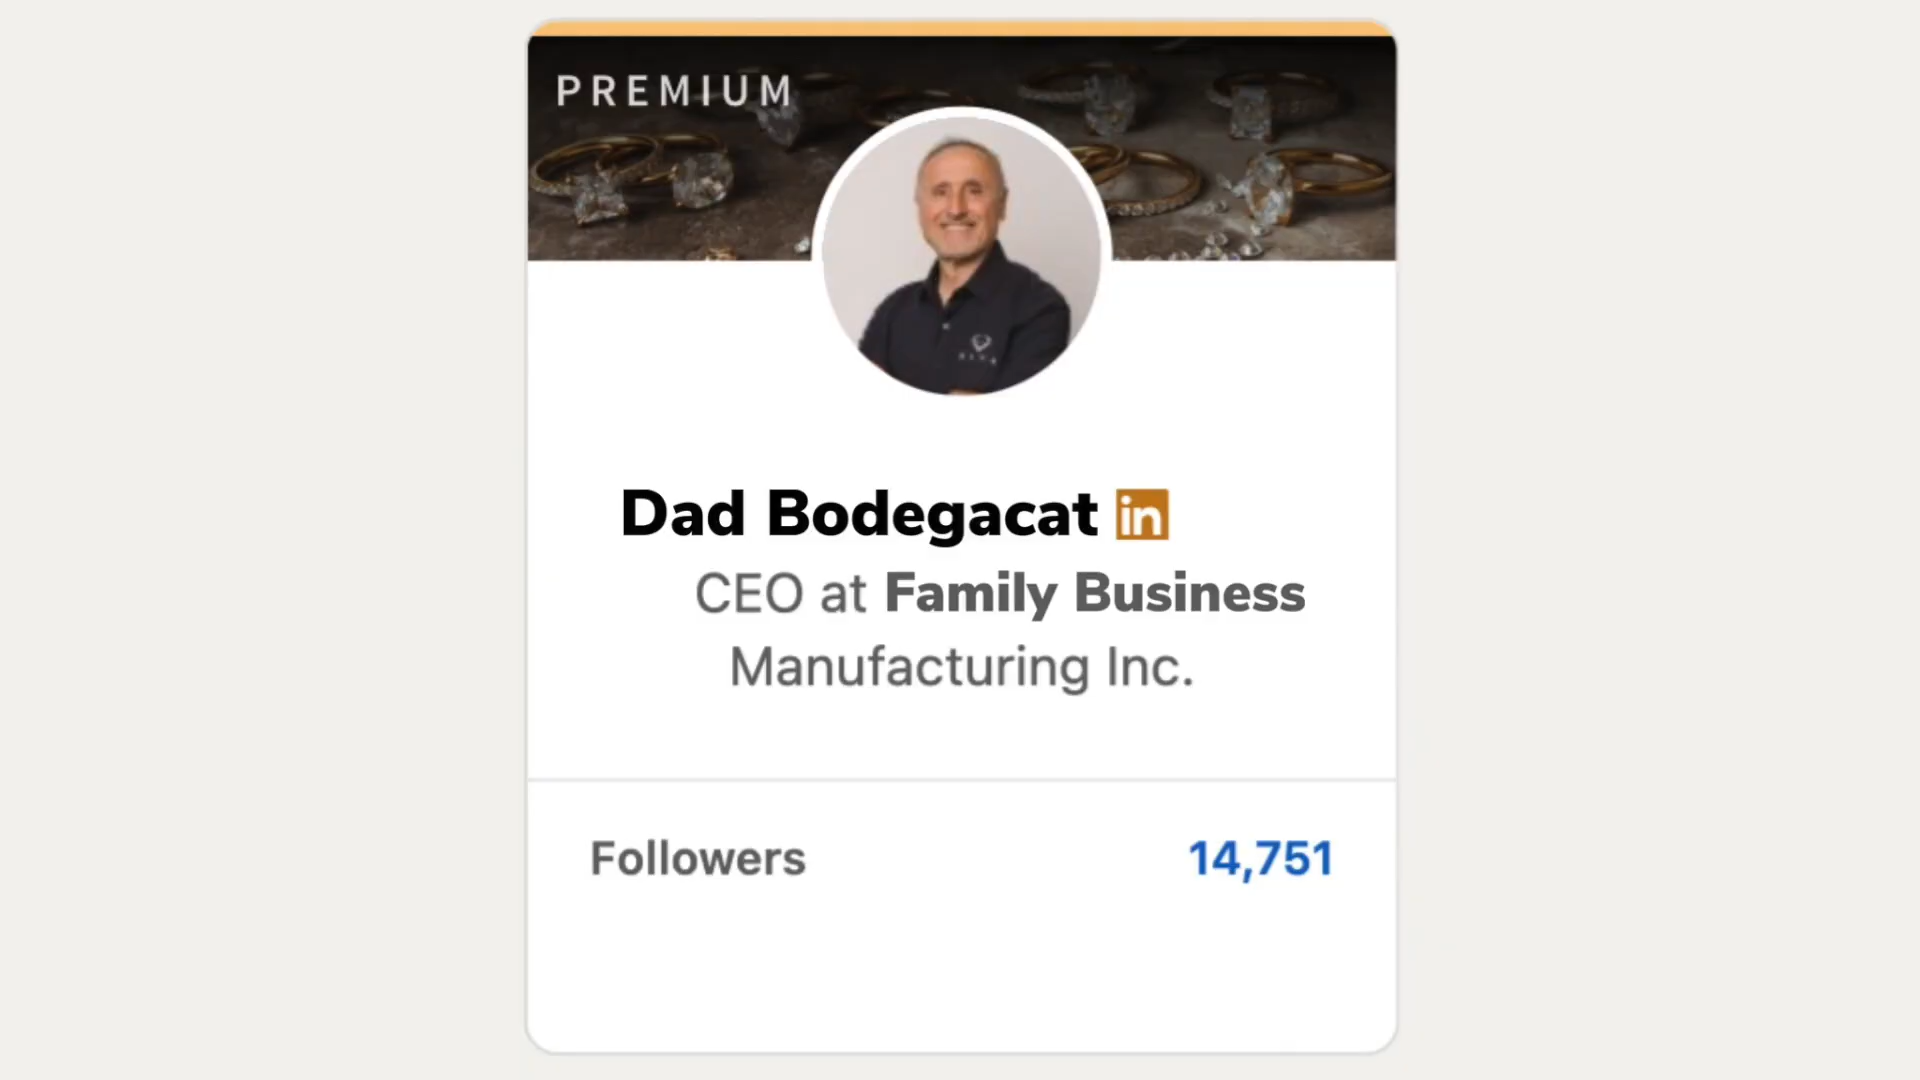 PREMIUM
Dad Bodegacat in
CEO at Family Business
Manufacturing Inc.
Followers 14,751